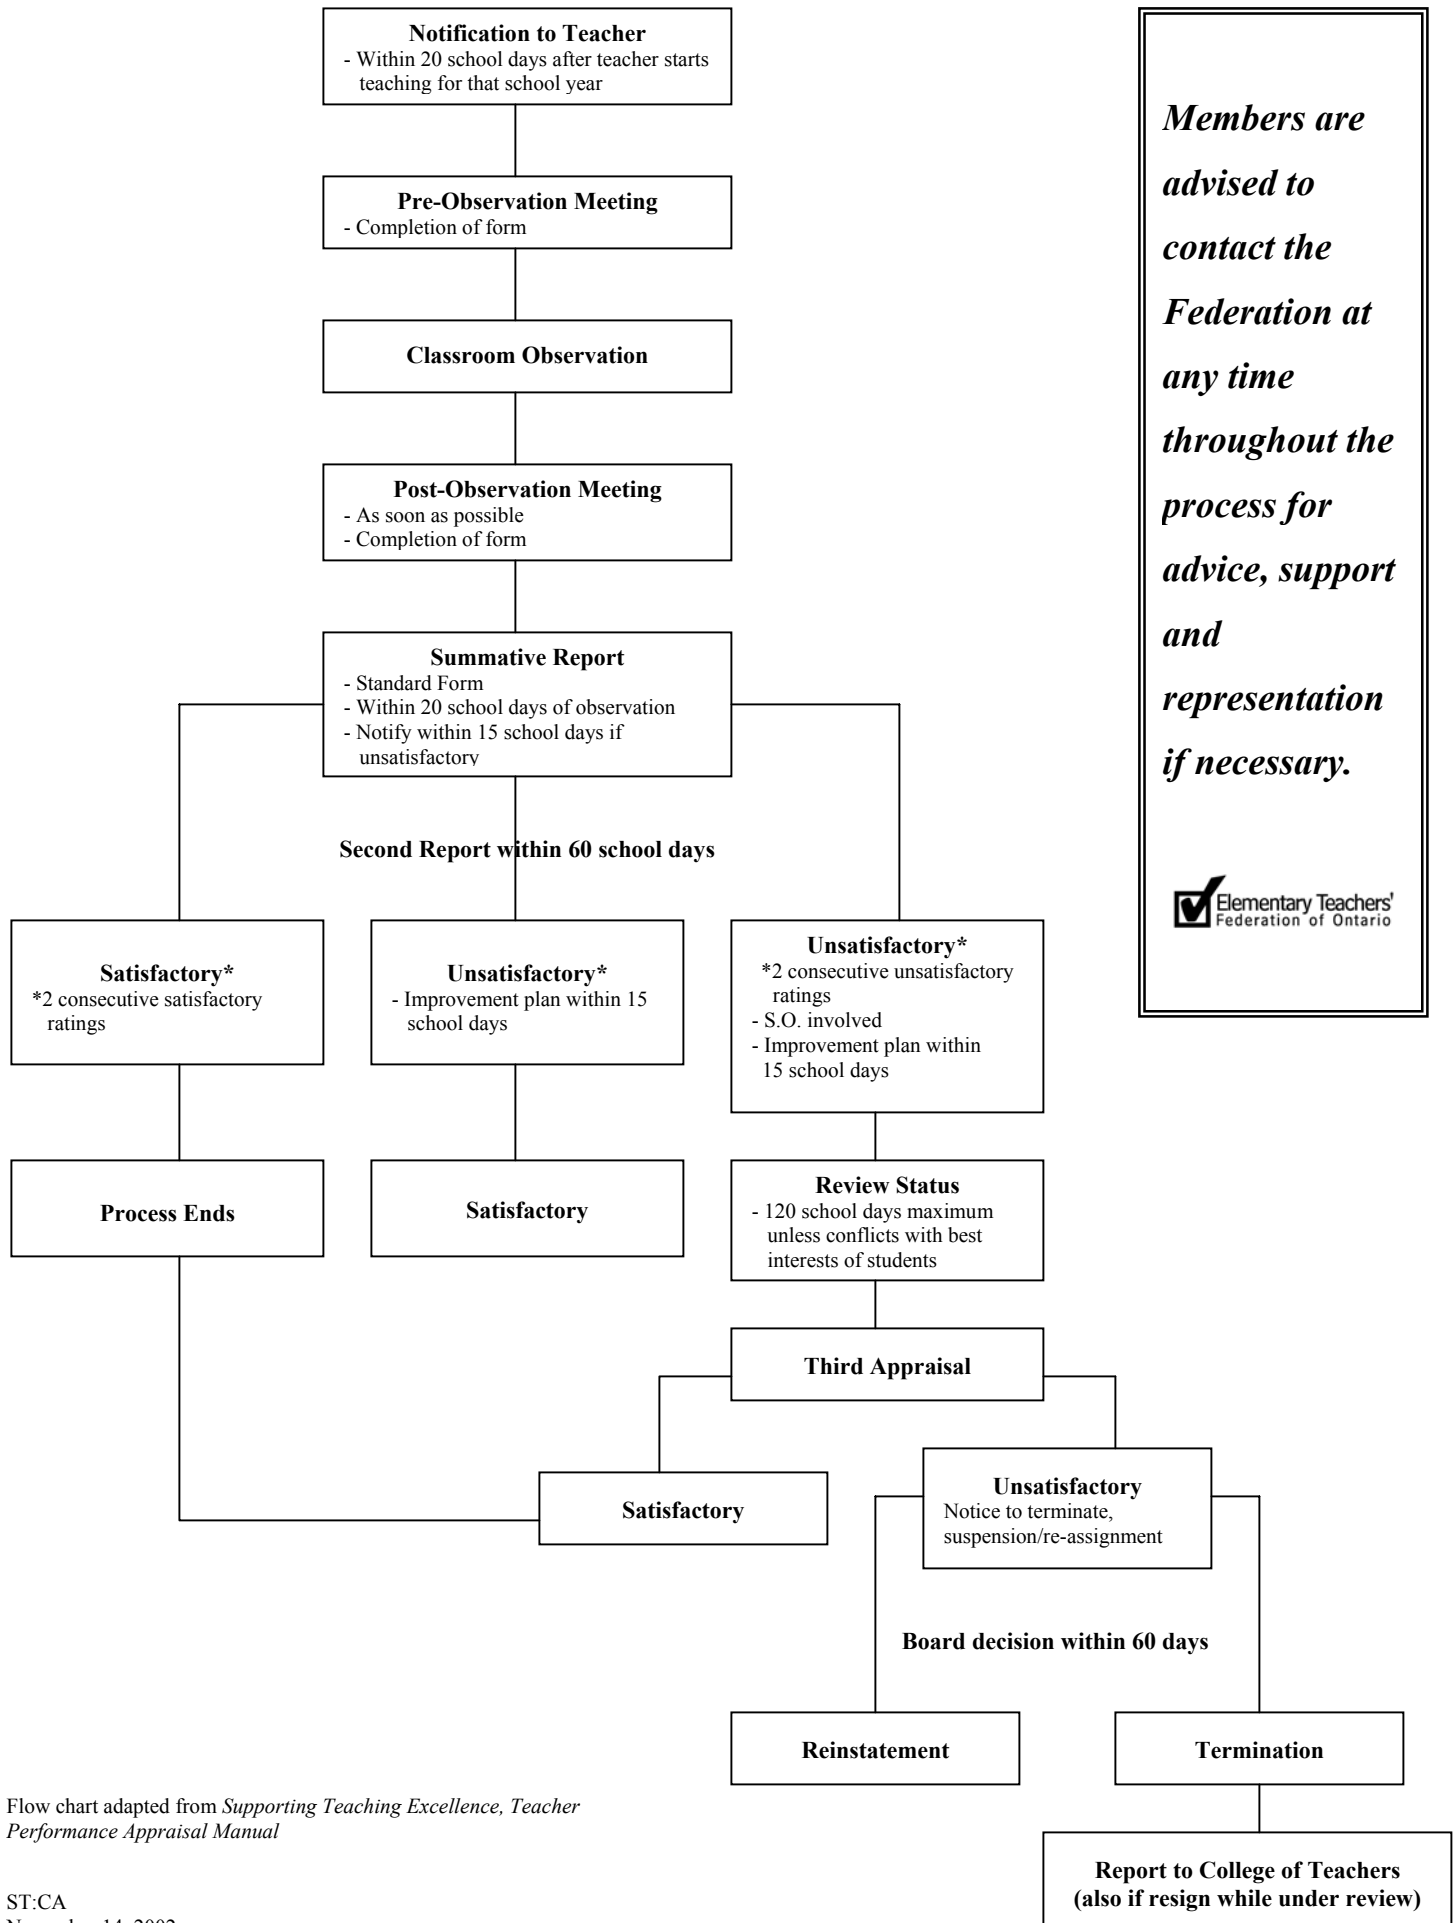 Notification to Teacher
- Within 20 school days after teacher starts
teaching for that school year
Pre-Observation Meeting
- Completion of form
Classroom Observation
Post-Observation Meeting
- As soon as possible
- Completion of form
Summative Report
- Standard Form
- Within 20 school days of observation
- Notify within 15 school days if
unsatisfactory
Second Report within 60 school days
Satisfactory*
*2 consecutive satisfactory
ratings
Unsatisfactory*
- Improvement plan within 15
school days
Unsatisfactory*
*2 consecutive unsatisfactory
ratings
- S.O. involved
- Improvement plan within
15 school days
Process Ends
Satisfactory
Review Status
- 120 school days maximum
unless conflicts with best
interests of students
Third Appraisal
Satisfactory
Unsatisfactory
Notice to terminate,
suspension/re-assignment
Board decision within 60 days
Reinstatement
Termination
Report to College of Teachers
(also if resign while under review)
Members are
advised to
contact the
Federation at
any time
throughout the
process for
advice, support
and
representation
if necessary.
Elementary Teachers'
Federation of Ontario
Flow chart adapted from Supporting Teaching Excellence, Teacher
Performance Appraisal Manual
ST:CA
November 14, 2002